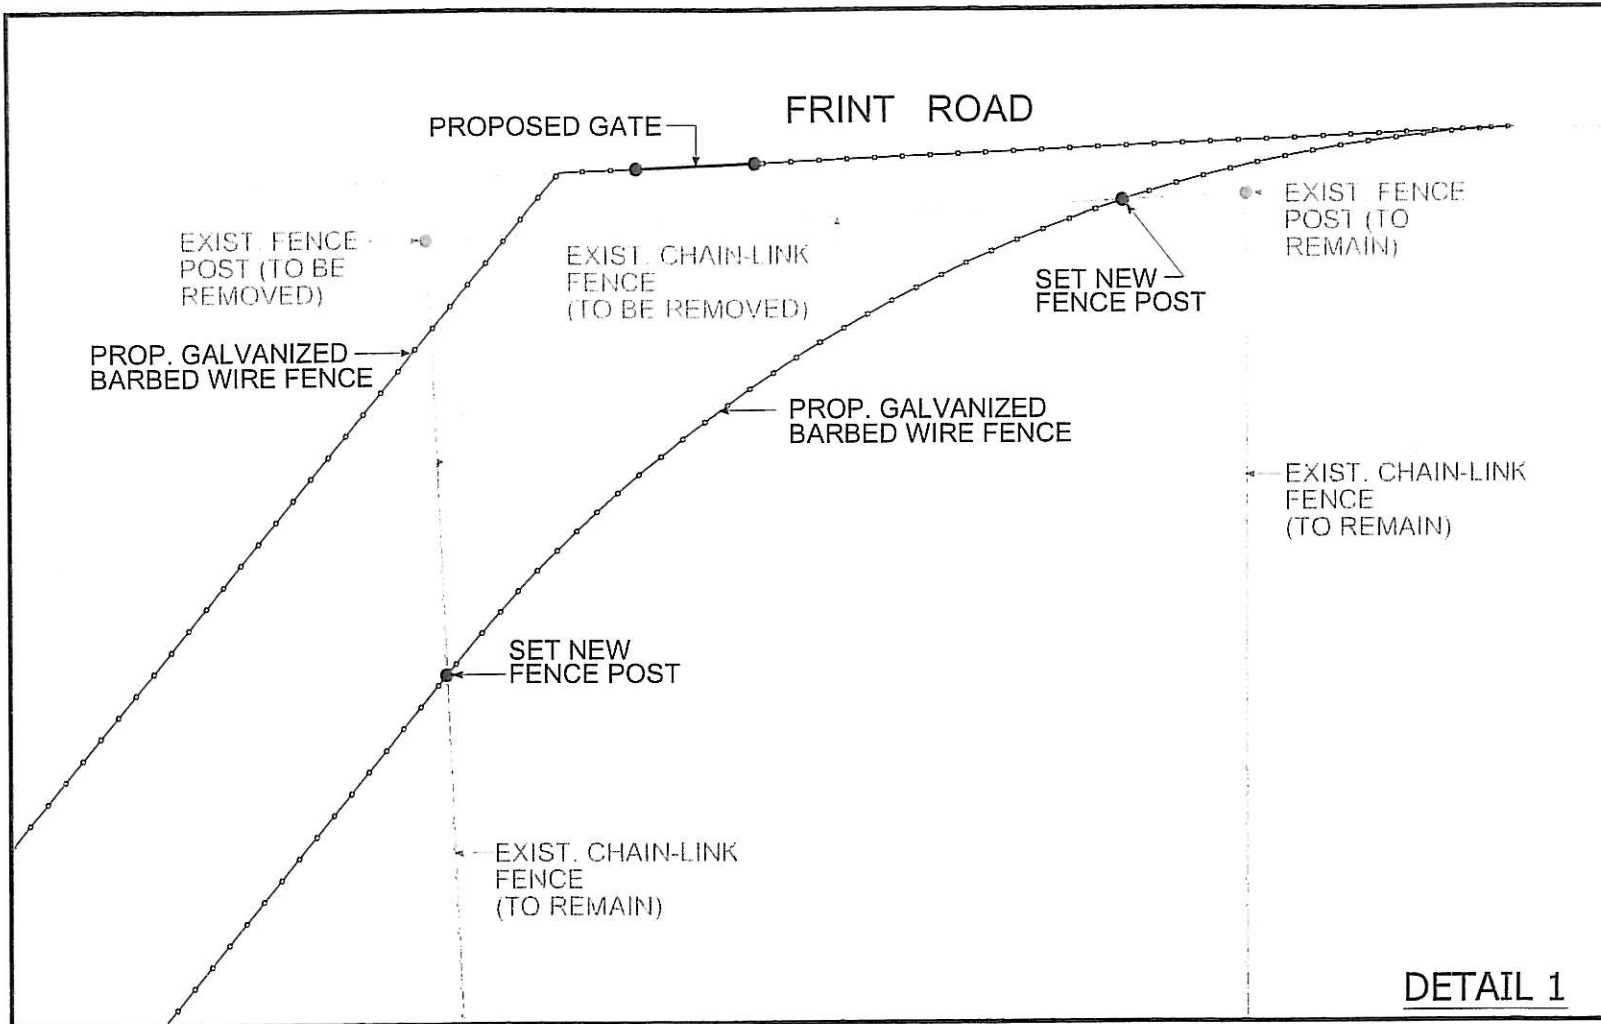 FRINT ROAD
PROPOSED GATE
EXIST. FENCE
POST (TO BE
REMOVED)
EXIST. CHAIN-LINK
FENCE
(TO BE REMOVED)
EXIST. FENCE
POST (TO
REMAIN)
SET NEW
FENCE POST
PROP. GALVANIZED
BARBED WIRE FENCE
PROP. GALVANIZED
BARBED WIRE FENCE
EXIST. CHAIN-LINK
FENCE
(TO REMAIN)
SET NEW
FENCE POST
EXIST. CHAIN-LINK
FENCE
(TO REMAIN)
DETAIL 1